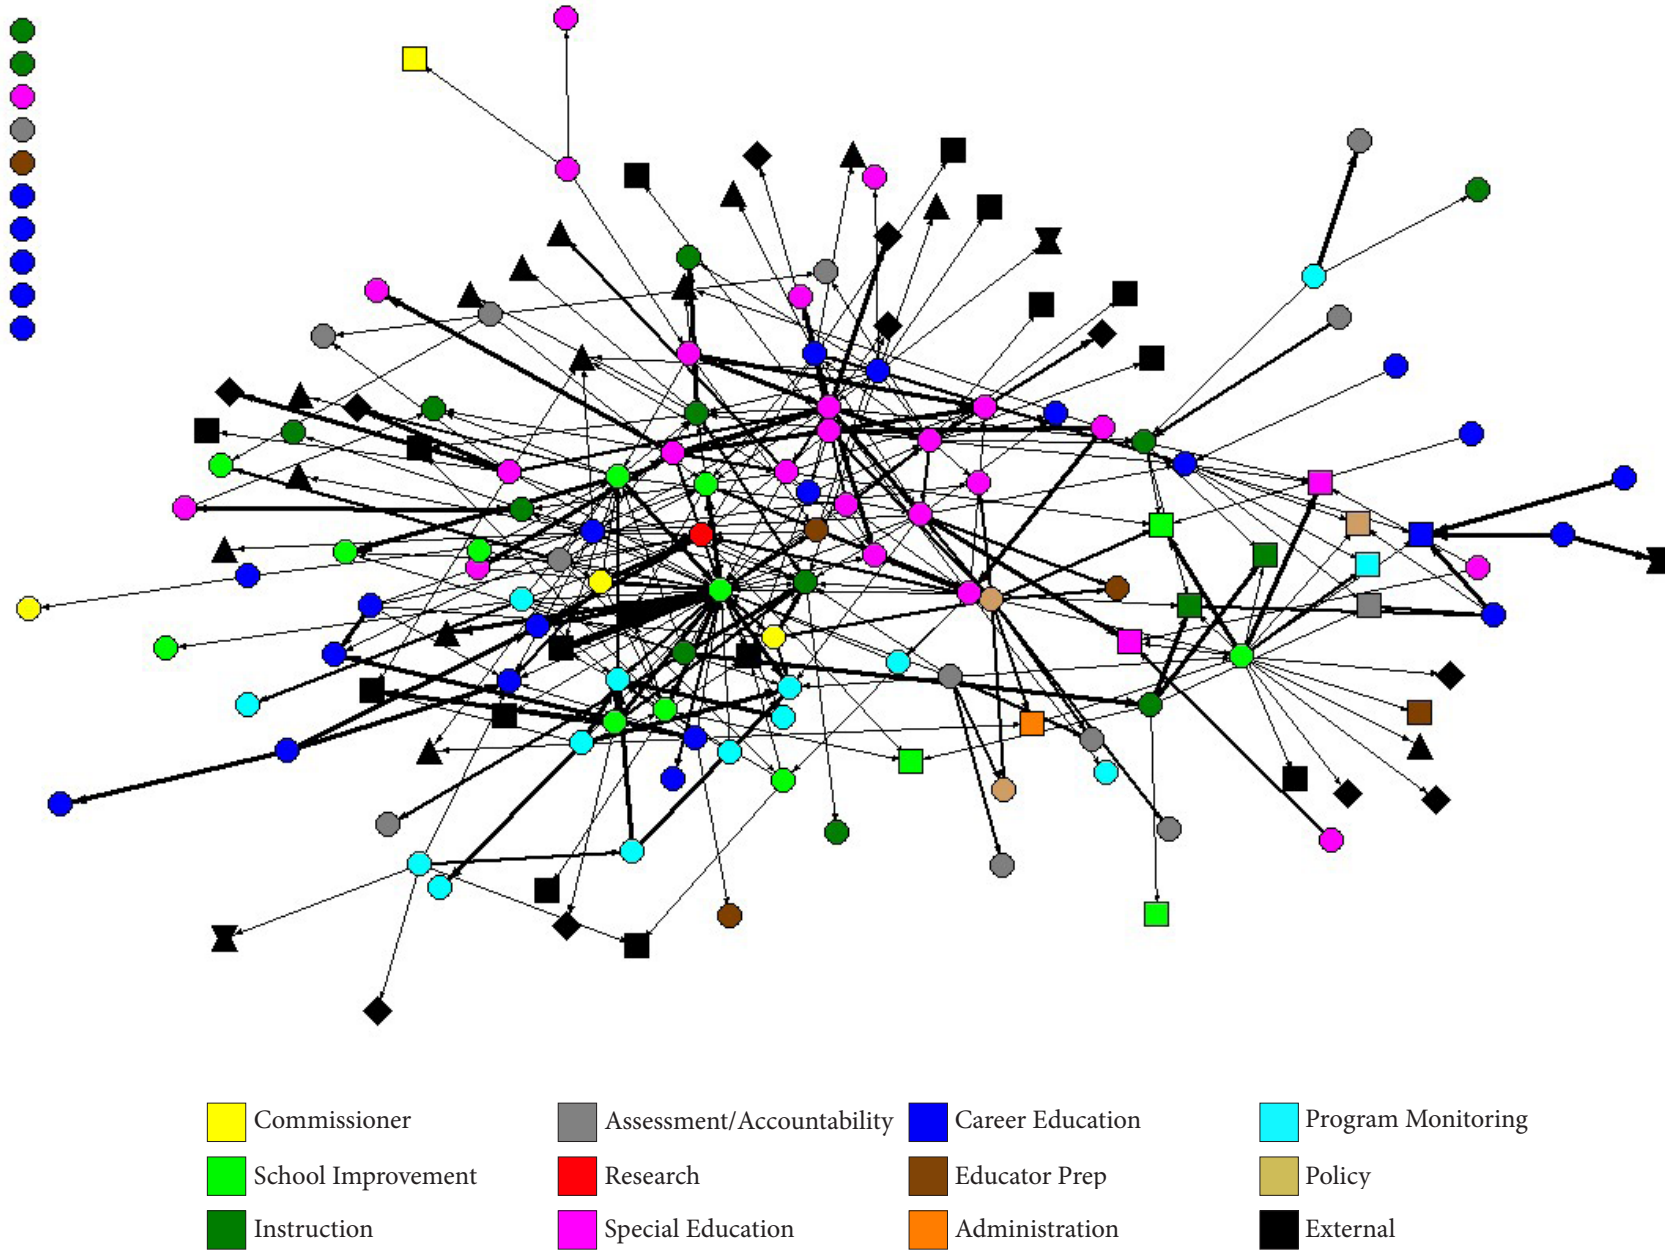 Commissioner Assessment/Accountability Career Education Program Monitoring
School Improvement Research Educator Prep Policy
Instruction Special Education Administration External